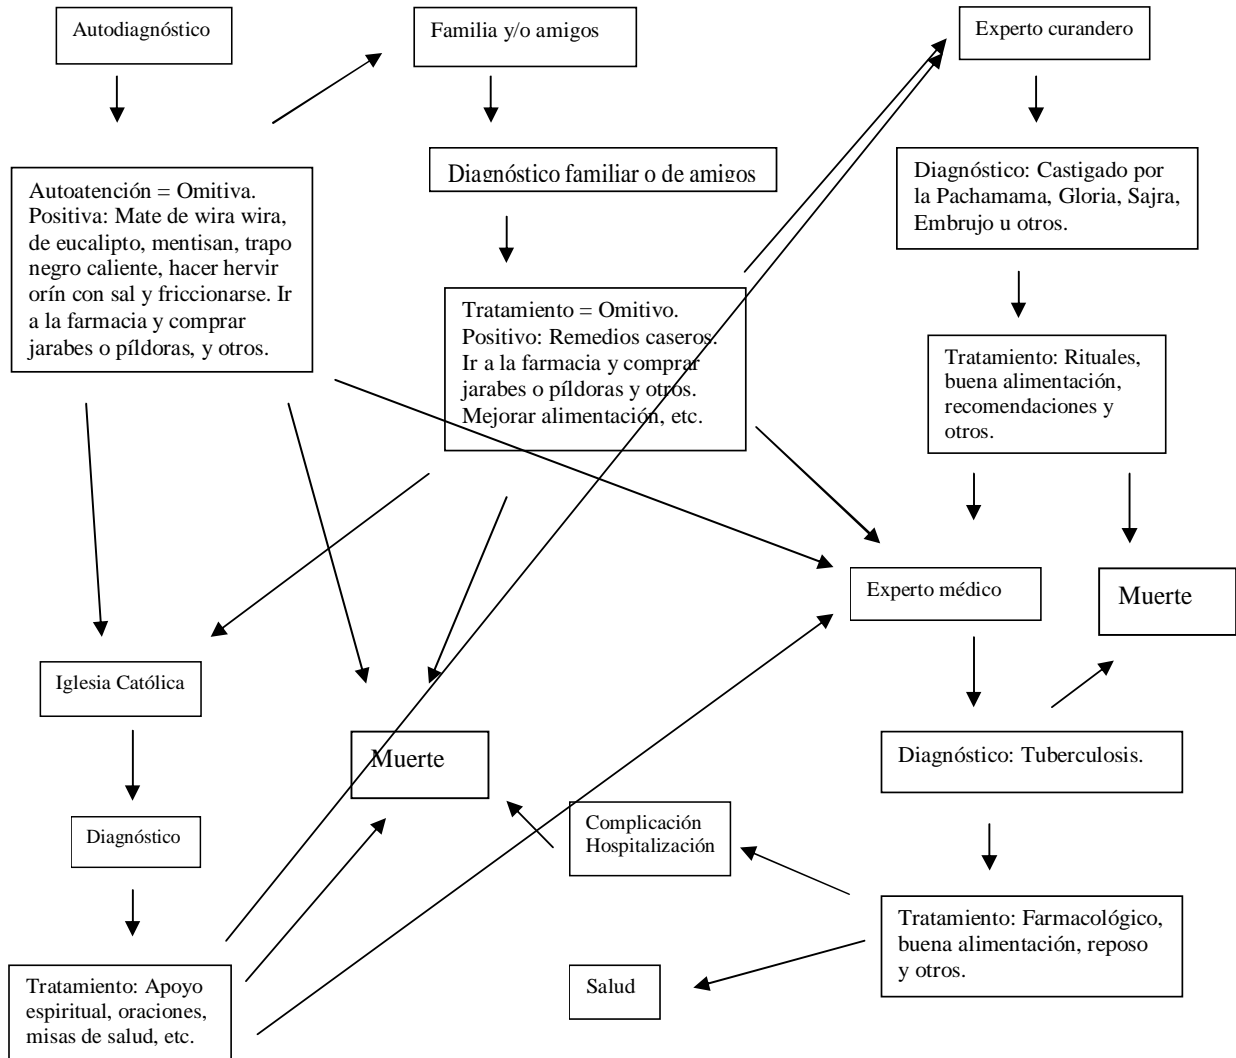 Autodiagnóstico
Familia y/o amigos
Experto curandero
Autoatención = Omitiva.
Positiva: Mate de wira wira,
de eucalipto, mentisan, trapo
negro caliente, hacer hervir
orín con sal y friccionarse. Ir
a la farmacia y comprar
jarabes o píldoras, y otros.
Diagnóstico familiar o de amigos
Diagnóstico: Castigado por
la Pachamama, Gloria, Sajra,
Embrujo u otros.
Tratamiento = Omitivo.
Positivo: Remedios caseros.
Ir a la farmacia y comprar
jarabes o píldoras y otros.
Mejorar alimentación, etc.
Tratamiento: Rituales,
buena alimentación,
recomendaciones y
otros.
Experto médico
Muerte
Iglesia Católica
Muerte
Diagnóstico: Tuberculosis.
Diagnóstico
Complicación
Hospitalización
Tratamiento: Apoyo
espiritual, oraciones,
misas de salud, etc.
Salud
Tratamiento: Farmacológico,
buena alimentación, reposo
y otros.